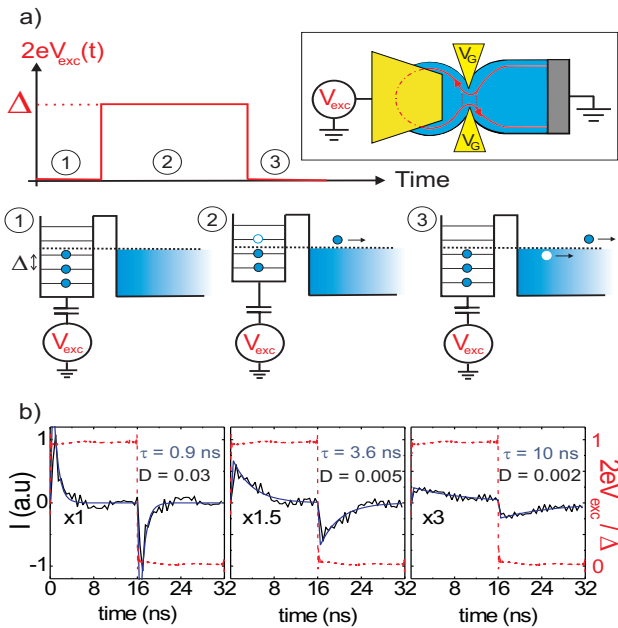 a)
2eV_exc(t)
Δ
1
2
3
Time
V_exc
V_G
V_G
1
2
3
Δ
V_exc
V_exc
V_exc
b)
I (a.u)
1
0
-1
τ = 0.9 ns
D = 0.03
x1
τ = 3.6 ns
D = 0.005
x1.5
τ = 10 ns
D = 0.002
x3
1
0
2eV_exc / Δ
0 8 16 24 32 8 16 24 32 8 16 24 32
time (ns) time (ns) time (ns)